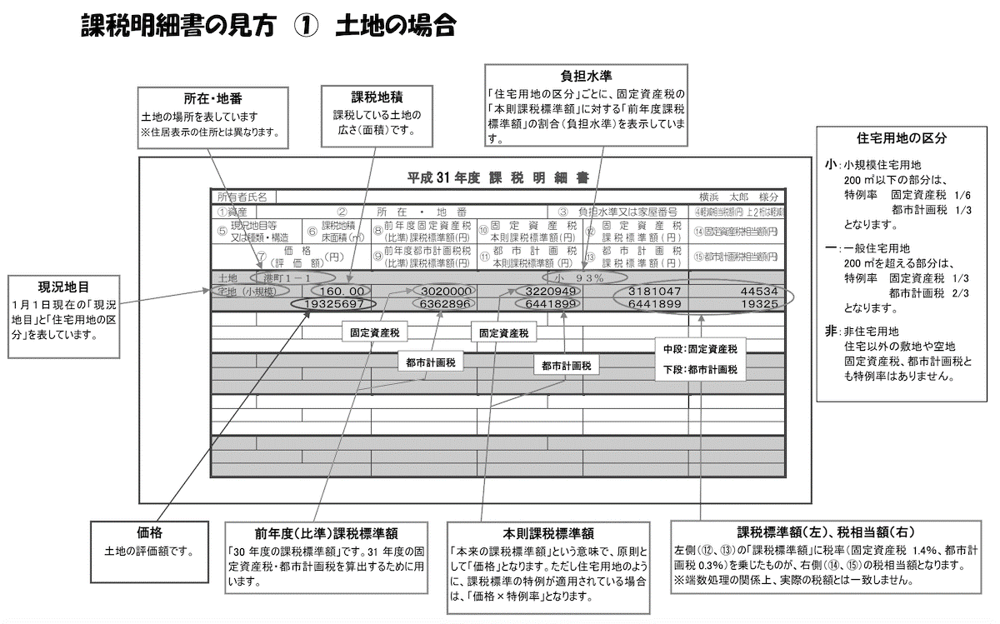 課税明細書の見方　①　土地の場合
所在・地番
土地の場所を表しています
※住居表示の住所とは異なります。
課税地積
課税している土地の
広さ(面積)です。
負担水準
「住宅用地の区分」ごとに、固定資産税の
「本則課税標準額」に対する「前年度課税
標準額」の割合(負担水準)を表示していま
す。
住宅用地の区分
小：小規模住宅用地
200 ㎡以下の部分は、
特例率　固定資産税 1/6
都市計画税 1/3
となります。
一：一般住宅用地
200 ㎡を超える部分は、
特例率　固定資産税 1/3
都市計画税 2/3
となります。
非：非住宅用地
住宅以外の敷地や空地
固定資産税、都市計画税と
も特例率はありません。
平成 31 年度 課 税 明 細 書
所有者氏名　横浜　太郎　様分
①資産　②　所 在 ・ 地 番　③　負担水準又は家屋番号　④軽減相当税額(円) 上2桁は軽減
⑤現況地目等又は種類・構造　⑥課税地積床面積(㎡)　⑧前年度固定資産税(比準)課税標準額(円)　⑩固定資産税本則課税標準額(円)　⑫固定資産税課税標準額(円)　⑭固定資産税相当額(円)
⑦価格(評価額)(円)　⑨前年度都市計画税(比準)課税標準額(円)　⑪都市計画税本則課税標準額(円)　⑬都市計画税課税標準額(円)　⑮都市計画税相当額(円)
土地　港町１－１　小　９３％
宅地（小規模）　160.00　3020000　3220949　3181047　44534
19325697　6362896　6441899　6441899　19325
固定資産税
固定資産税
都市計画税
都市計画税
中段：固定資産税
下段：都市計画税
現況地目
１月１日現在の「現況
地目」と「住宅用地の区
分」を表しています。
価格
土地の評価額です。
前年度(比準)課税標準額
「30 年度の課税標準額」です。31 年度の固
定資産税・都市計画税を算出するために用
います。
本則課税標準額
「本来の課税標準額」という意味で、原則と
して「価格」となります。ただし住宅用地のよ
うに、課税標準の特例が適用されている場合
は、「価格×特例率」となります。
課税標準額(左)、税相当額(右)
左側(⑫、⑬)の「課税標準額」に税率(固定資産税 1.4％、都市計
画税 0.3％)を乗じたものが、右側(⑭、⑮)の税相当額となります。
※端数処理の関係上、実際の税額とは一致しません。